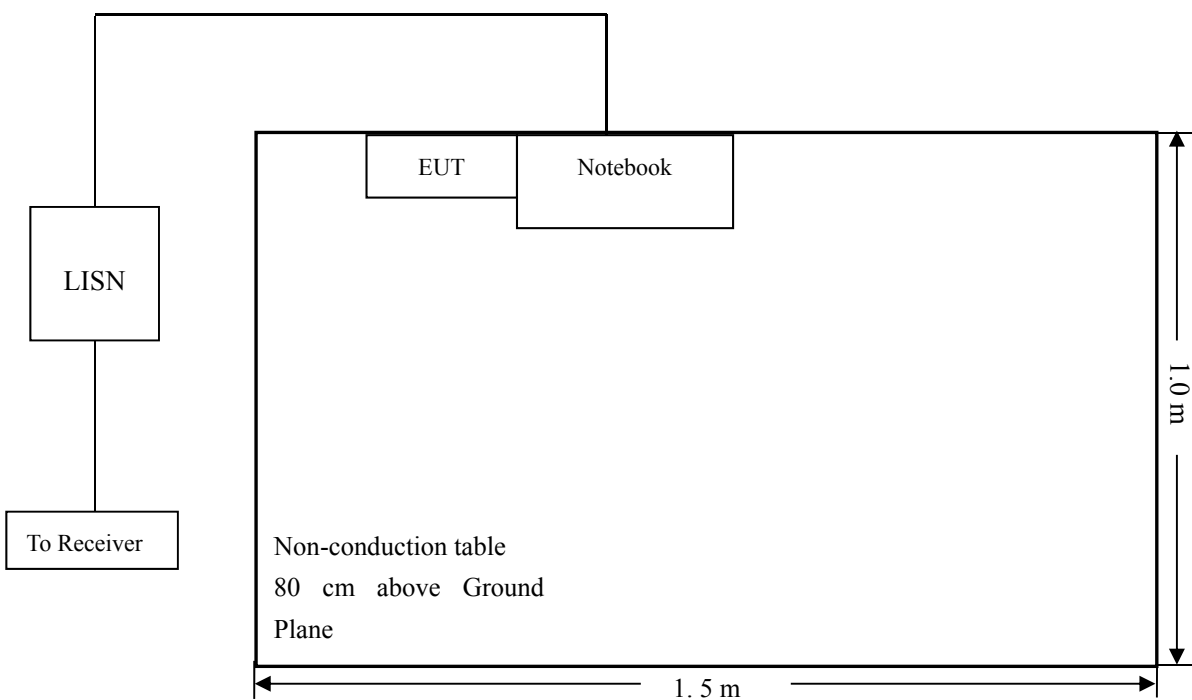 EUT
Notebook
LISN
1.0 m
To Receiver
Non-conduction table
80 cm above Ground
Plane
1. 5 m